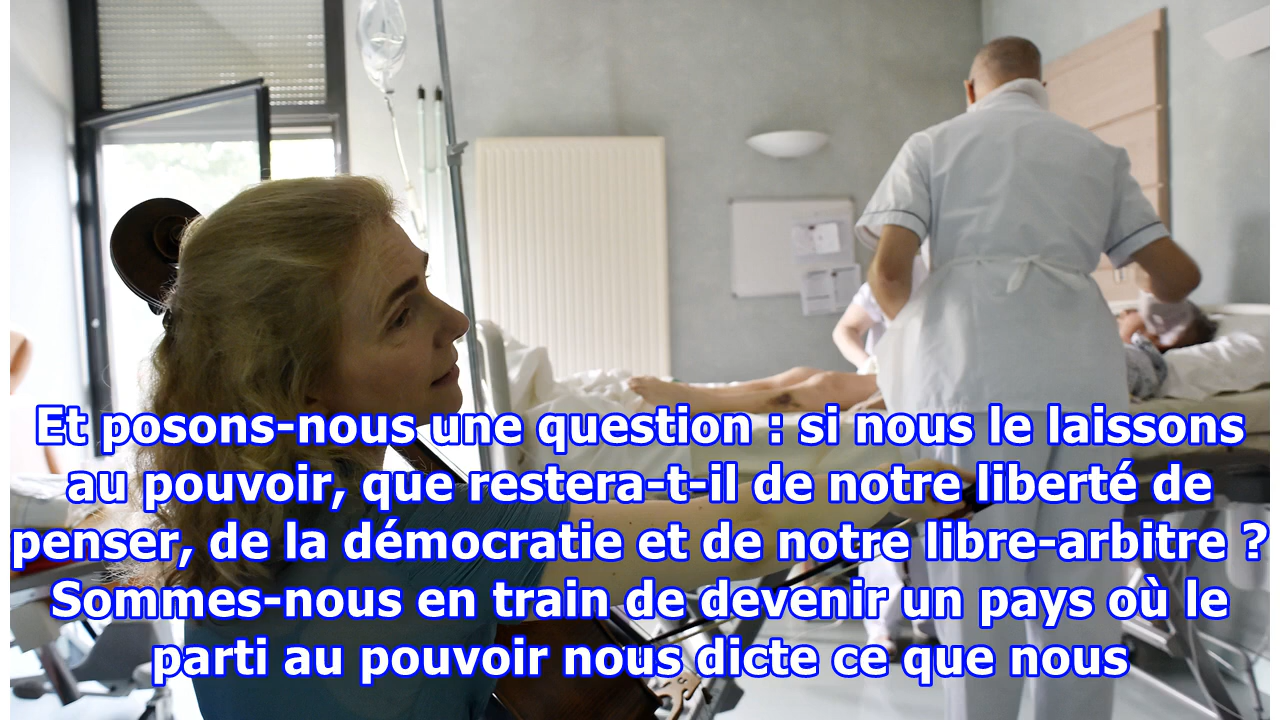 Et posons-nous une question : si nous le laissons
au pouvoir, que restera-t-il de notre liberté de
penser, de la démocratie et de notre libre-arbitre ?
Sommes-nous en train de devenir un pays où le
parti au pouvoir nous dicte ce que nous